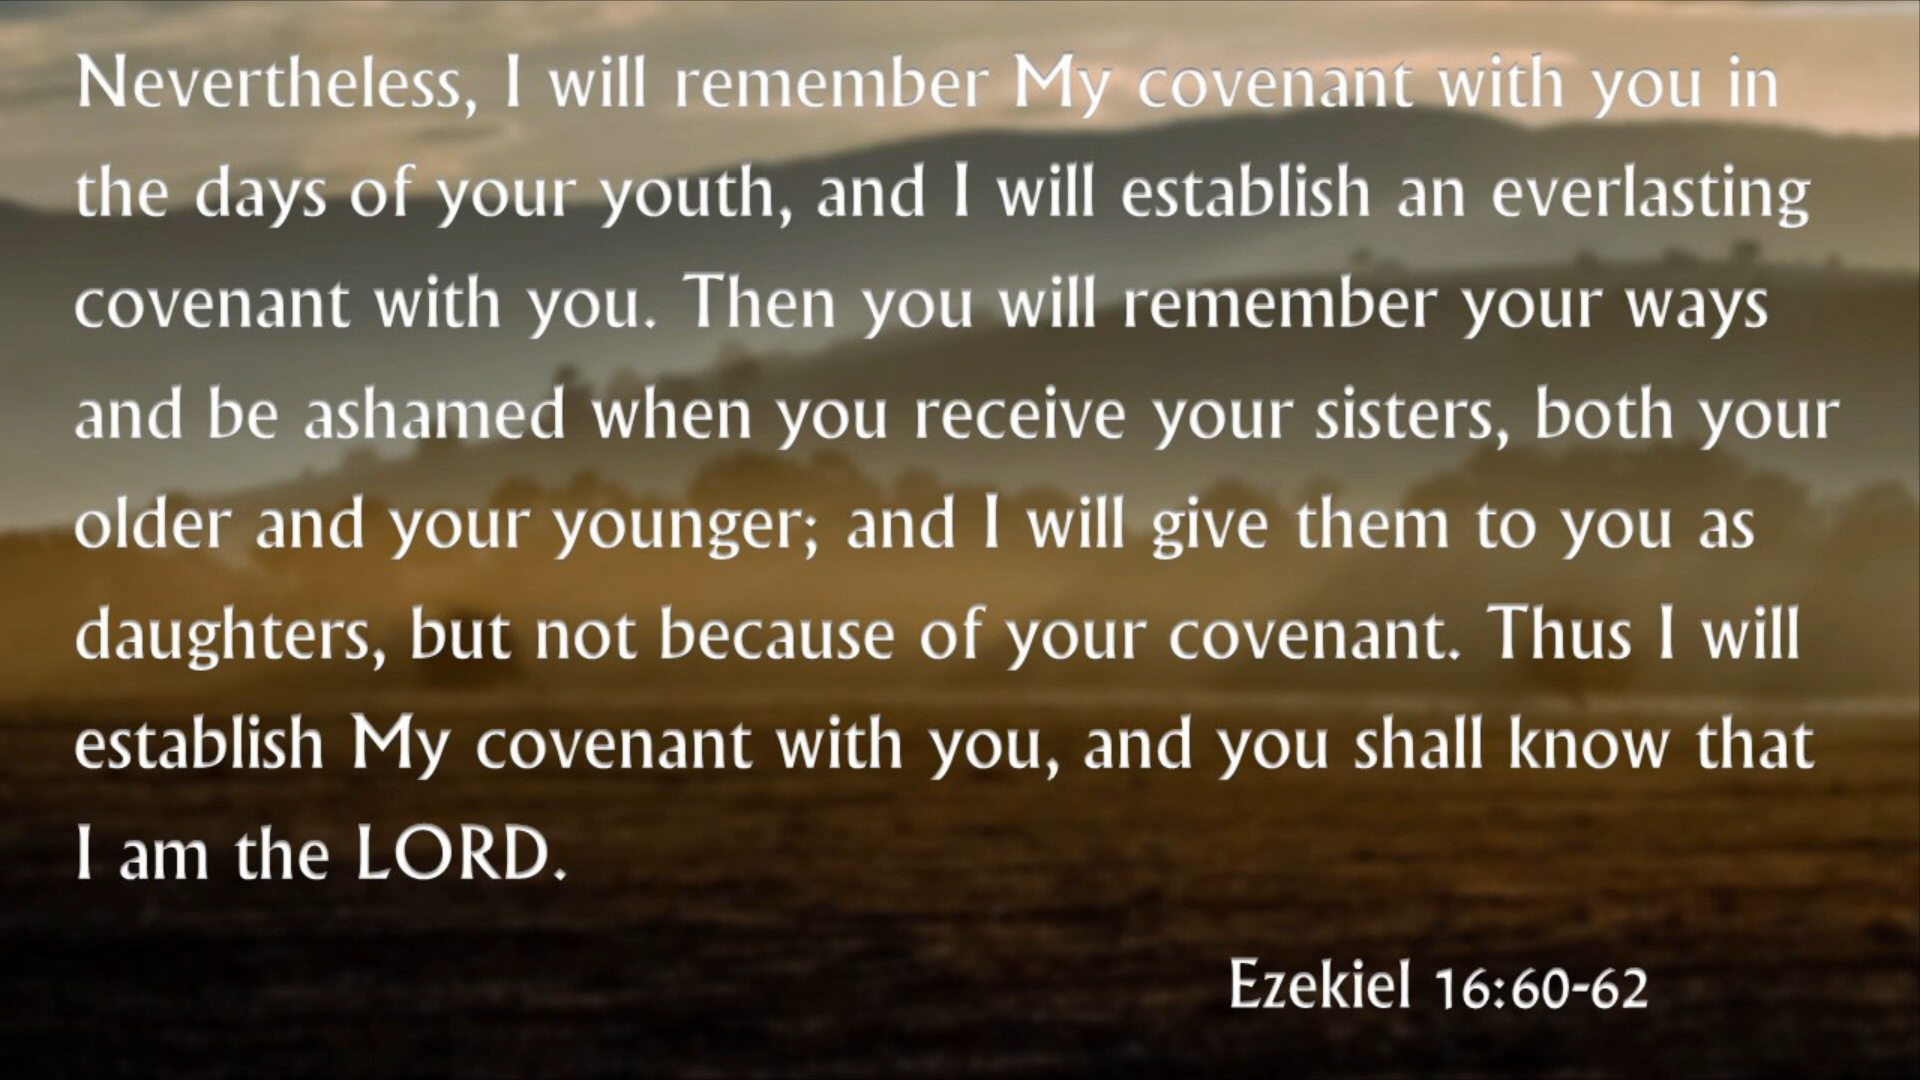 Nevertheless, I will remember My covenant with you in
the days of your youth, and I will establish an everlasting
covenant with you. Then you will remember your ways
and be ashamed when you receive your sisters, both your
older and your younger; and I will give them to you as
daughters, but not because of your covenant. Thus I will
establish My covenant with you, and you shall know that
I am the LORD.
Ezekiel 16:60-62